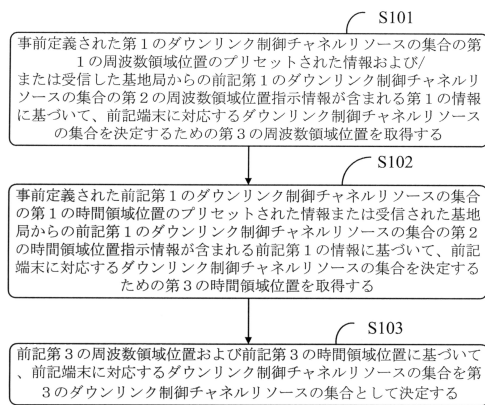 S101
事前定義された第1のダウンリンク制御チャネルリソースの集合の第
1の周波数領域位置のプリセットされた情報および/
または受信した基地局からの前記第1のダウンリンク制御チャネルリ
ソースの集合の第2の周波数領域位置指示情報が含まれる第1の情報
に基づいて、前記端末に対応するダウンリンク制御チャネルリソース
の集合を決定するための第3の周波数領域位置を取得する
S102
事前定義された前記第1のダウンリンク制御チャネルリソースの集合
の第1の時間領域位置のプリセットされた情報または受信された基地
局からの前記第1のダウンリンク制御チャネルリソースの集合の第2
の時間領域位置指示情報が含まれる前記第1の情報に基づいて、前記
端末に対応するダウンリンク制御チャネルリソースの集合を決定する
ための第3の時間領域位置を取得する
S103
前記第3の周波数領域位置および前記第3の時間領域位置に基づいて
、前記端末に対応するダウンリンク制御チャネルリソースの集合を第
3のダウンリンク制御チャネルリソースの集合として決定する